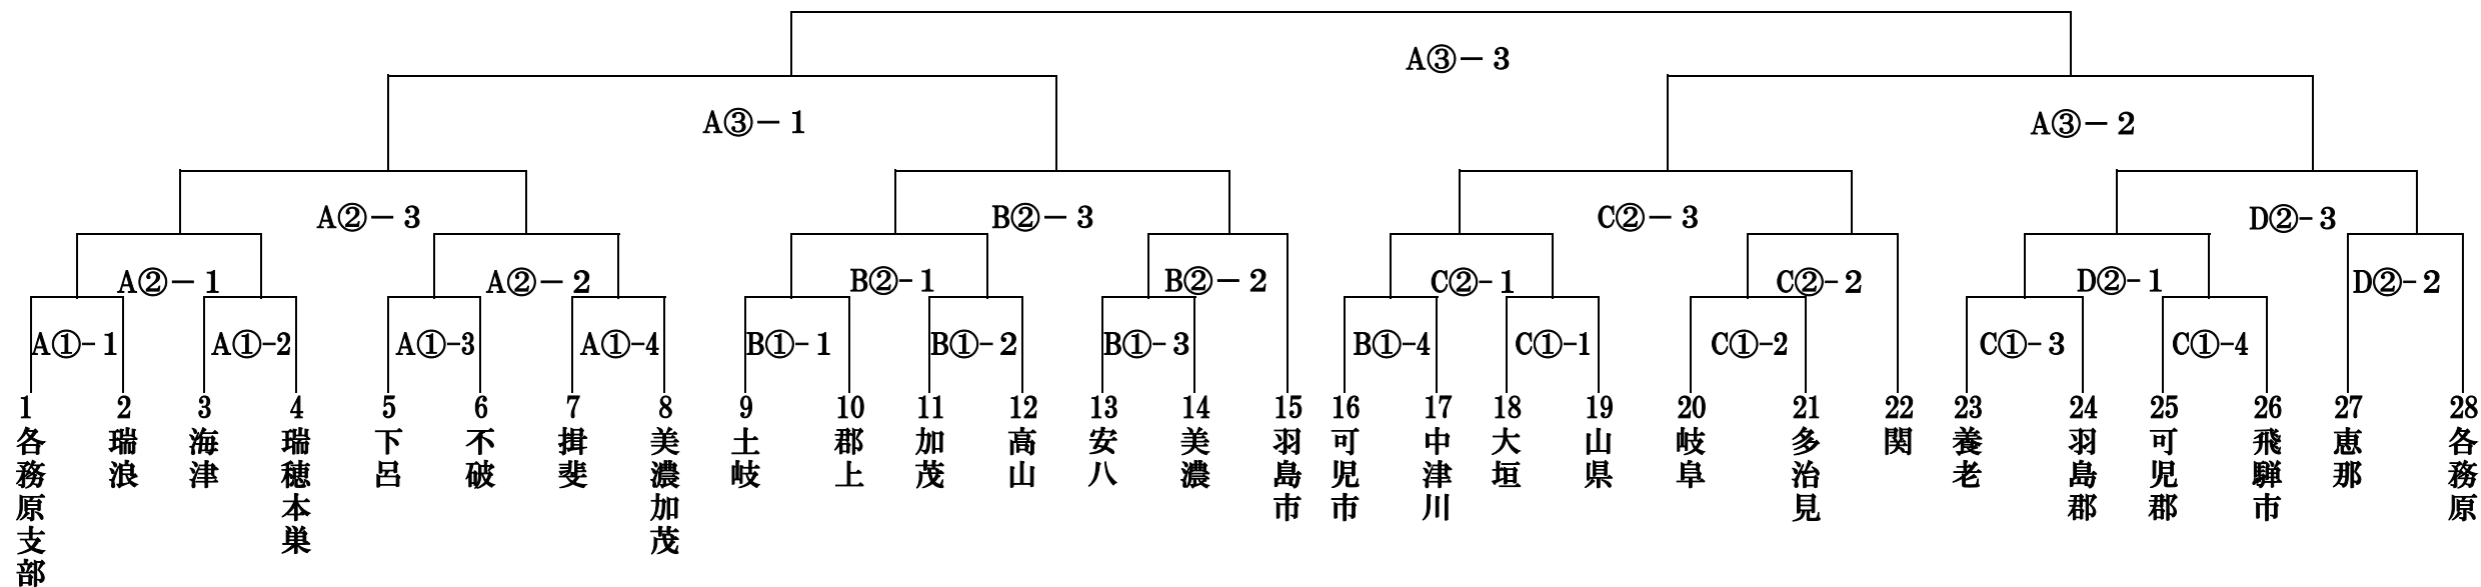 A③－３
A③－１
A③－２
A②－３
B②－３
C②－３
D②-３
A②－１
A②－２
B②-１
B②－２
C②-１
C②-２
D②-１
D②-２
A①-１
A①-2
A①-3
A①-4
B①-１
B①-２
B①-３
B①-4
C①-1
C①-2
C①-３
C①-4
1
2
3
4
5
6
7
8
9
10
11
12
13
14
15
16
17
18
19
20
21
22
23
24
25
26
27
28
各務原支部
瑞浪
海津
瑞穂本巣
下呂
不破
揖斐
美濃加茂
土岐
郡上
加茂
高山
安八
美濃
羽島市
可児市
中津川
大垣
山県
岐阜
多治見
関
養老
羽島郡
可児郡
飛騨市
恵那
各務原